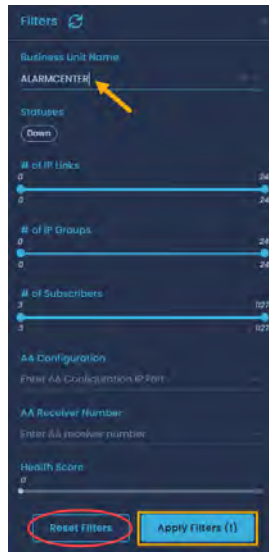 Filters
Business Unit Name
ALARMCENTER
Statuses
Down
# of IP Links
0 24
0 24
# of IP Groups
0 24
0 24
# of Subscribers
3 1127
3 1127
AA Configuration
Enter AA Configuration IP Port
AA Receiver Number
Enter AA receiver number
Health Score
0
Reset Filters Apply Filters (1)